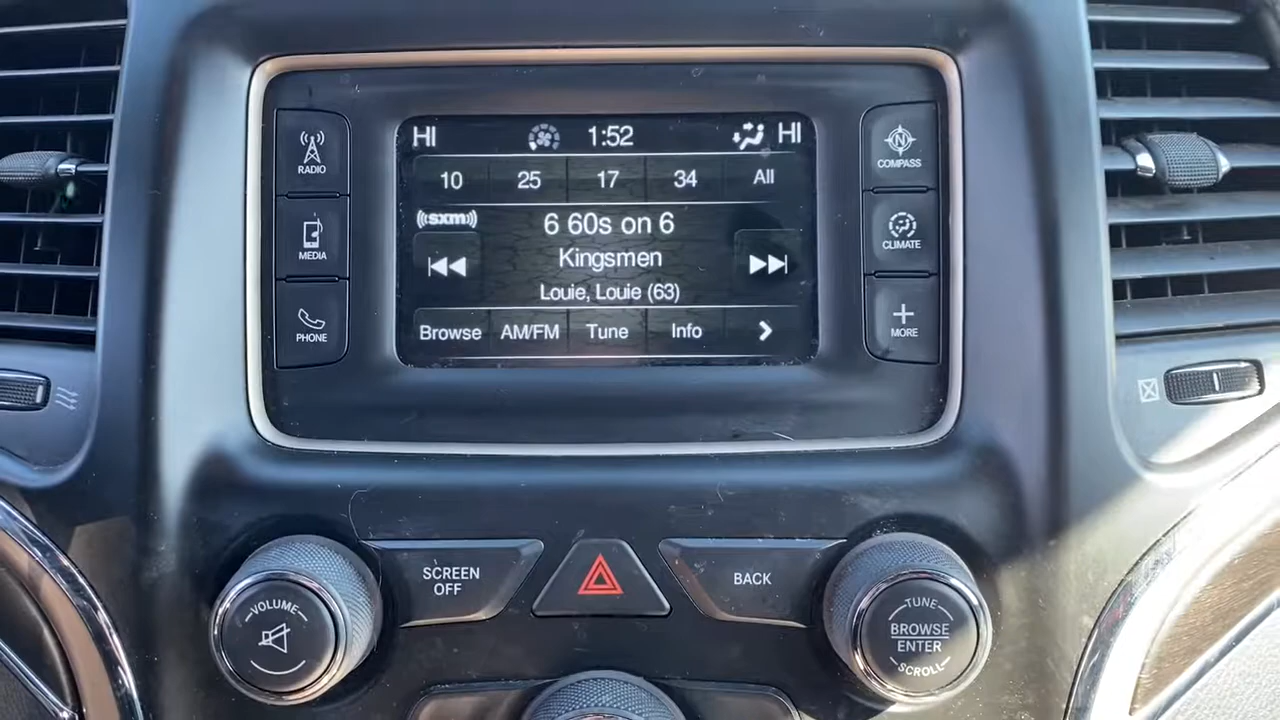 HI 1:52 HI
10 25 17 34 All
((sxm)) 6 60s on 6
Kingsmen
Louie, Louie (63)
Browse AM/FM Tune Info
RADIO
MEDIA
PHONE
N
COMPASS
CLIMATE
MORE
SCREEN
OFF
BACK
VOLUME
TUNE
BROWSE
ENTER
SCROLL